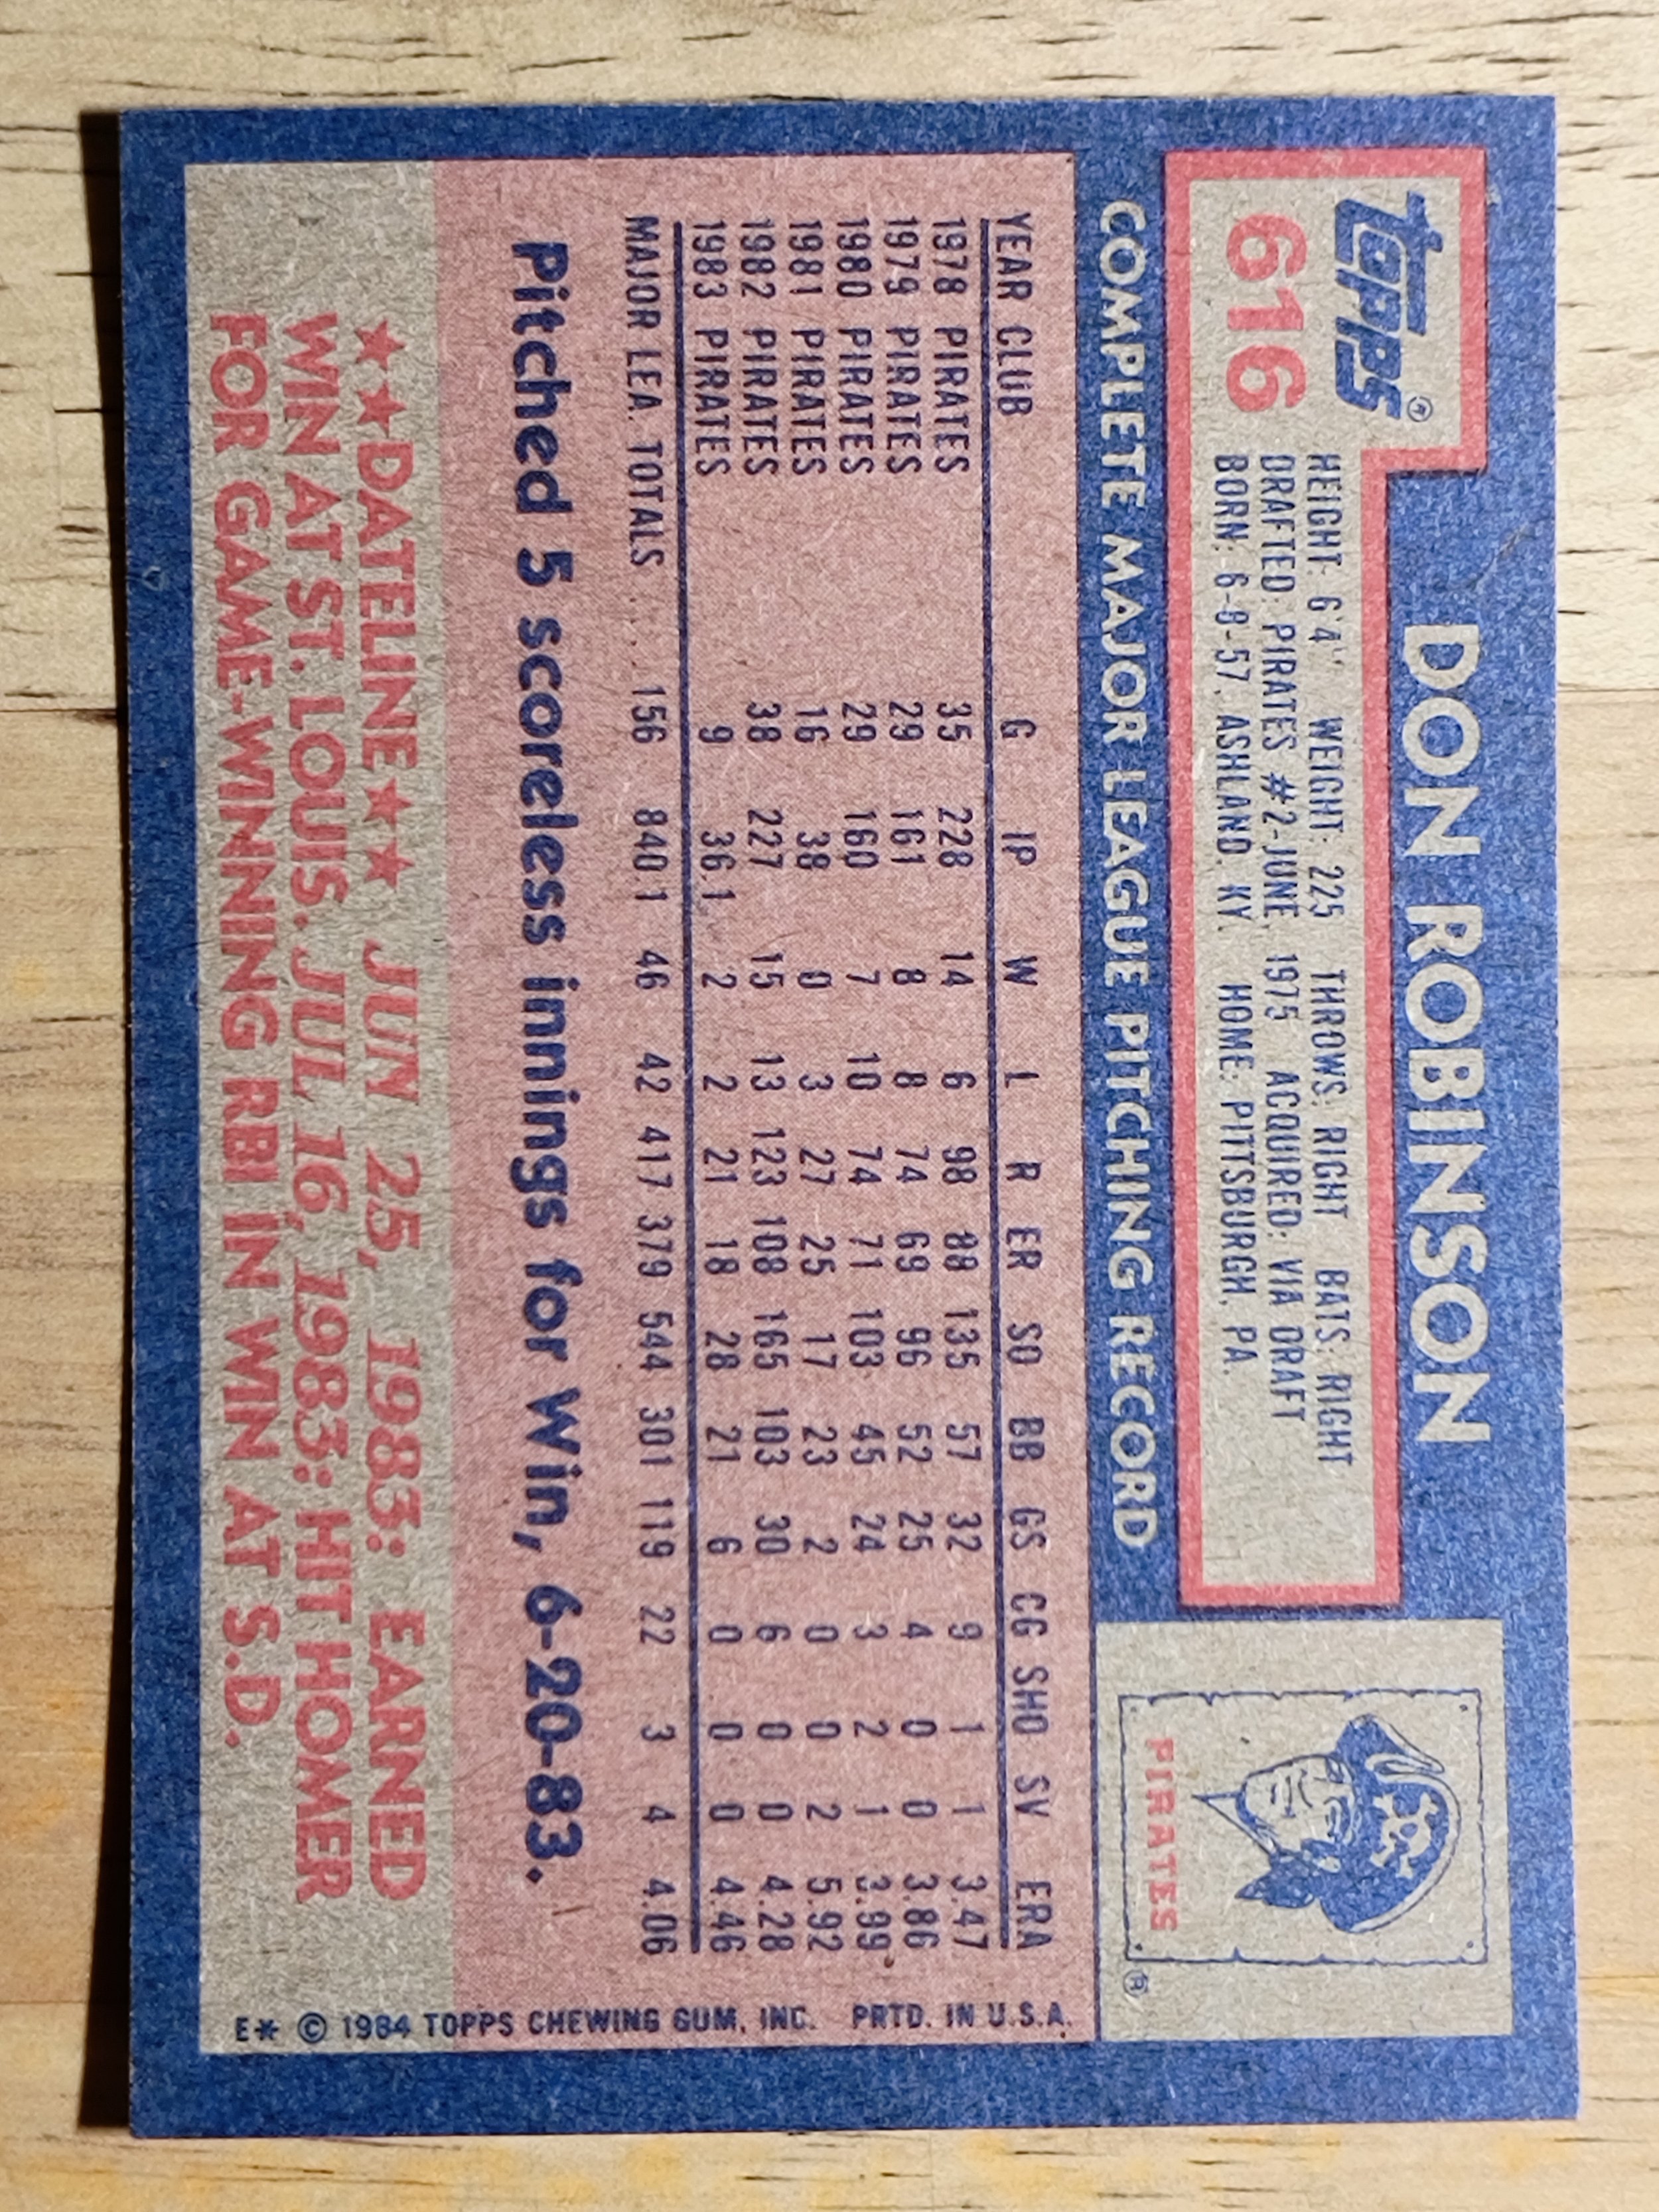 Topps®
616
DON ROBINSON
HEIGHT: 6'4" WEIGHT: 225 THROWS: RIGHT BATS: RIGHT
DRAFTED: PIRATES #2-JUNE, 1975 ACQUIRED: VIA DRAFT
BORN: 6-8-57, ASHLAND, KY. HOME: PITTSBURGH, PA.
PIRATES
®
COMPLETE MAJOR LEAGUE PITCHING RECORD
YEAR CLUB G IP W L R ER SO BB GS CG SHO SV ERA
1978 PIRATES 35 228 14 6 98 88 135 57 32 9 1 1 3.47
1979 PIRATES 29 161 8 8 74 69 96 52 25 4 0 0 3.86
1980 PIRATES 29 160 7 10 74 71 103 45 24 3 2 1 3.99
1981 PIRATES 16 38 0 3 27 25 17 23 2 0 0 2 5.92
1982 PIRATES 38 227 15 13 123 108 165 103 30 6 0 0 4.28
1983 PIRATES 9 36.1 2 2 21 18 28 21 6 0 0 0 4.46
MAJOR LEA. TOTALS .... 156 840 1 46 42 417 379 544 301 119 22 3 4 4.06
Pitched 5 scoreless innings for Win, 6-20-83.
★★DATELINE★★ JUN 25, 1983: EARNED
WIN AT ST. LOUIS. JUL 16, 1983: HIT HOMER
FOR GAME-WINNING RBI IN WIN AT S.D.
E* © 1984 TOPPS CHEWING GUM, INC. PRTD. IN U.S.A.